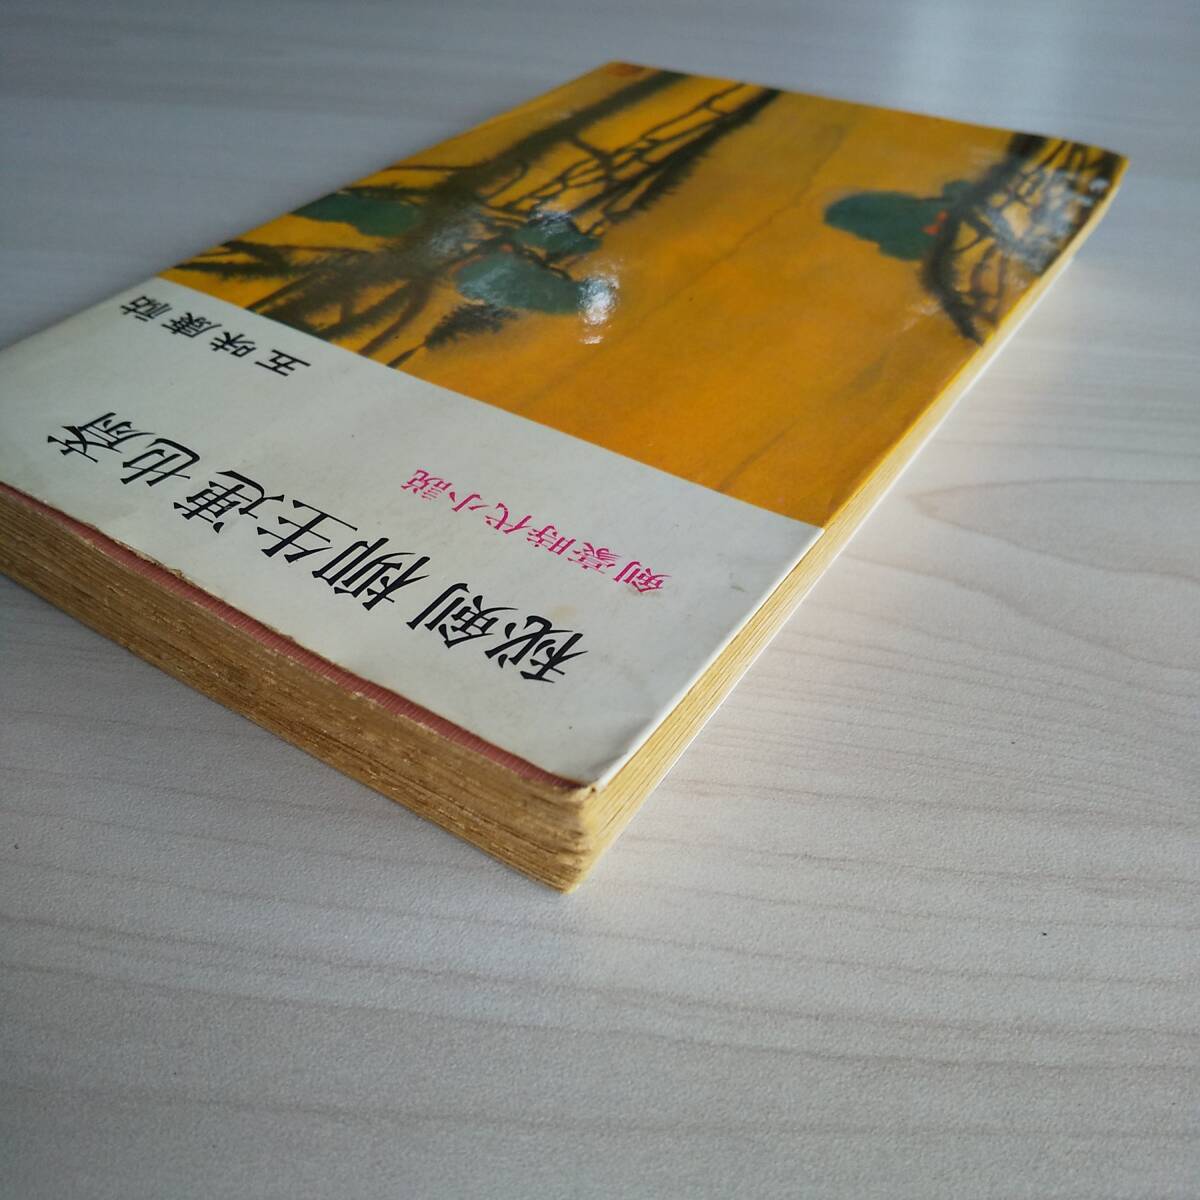 剣豪時代小説
秘剣柳生連也斎
五味康祐